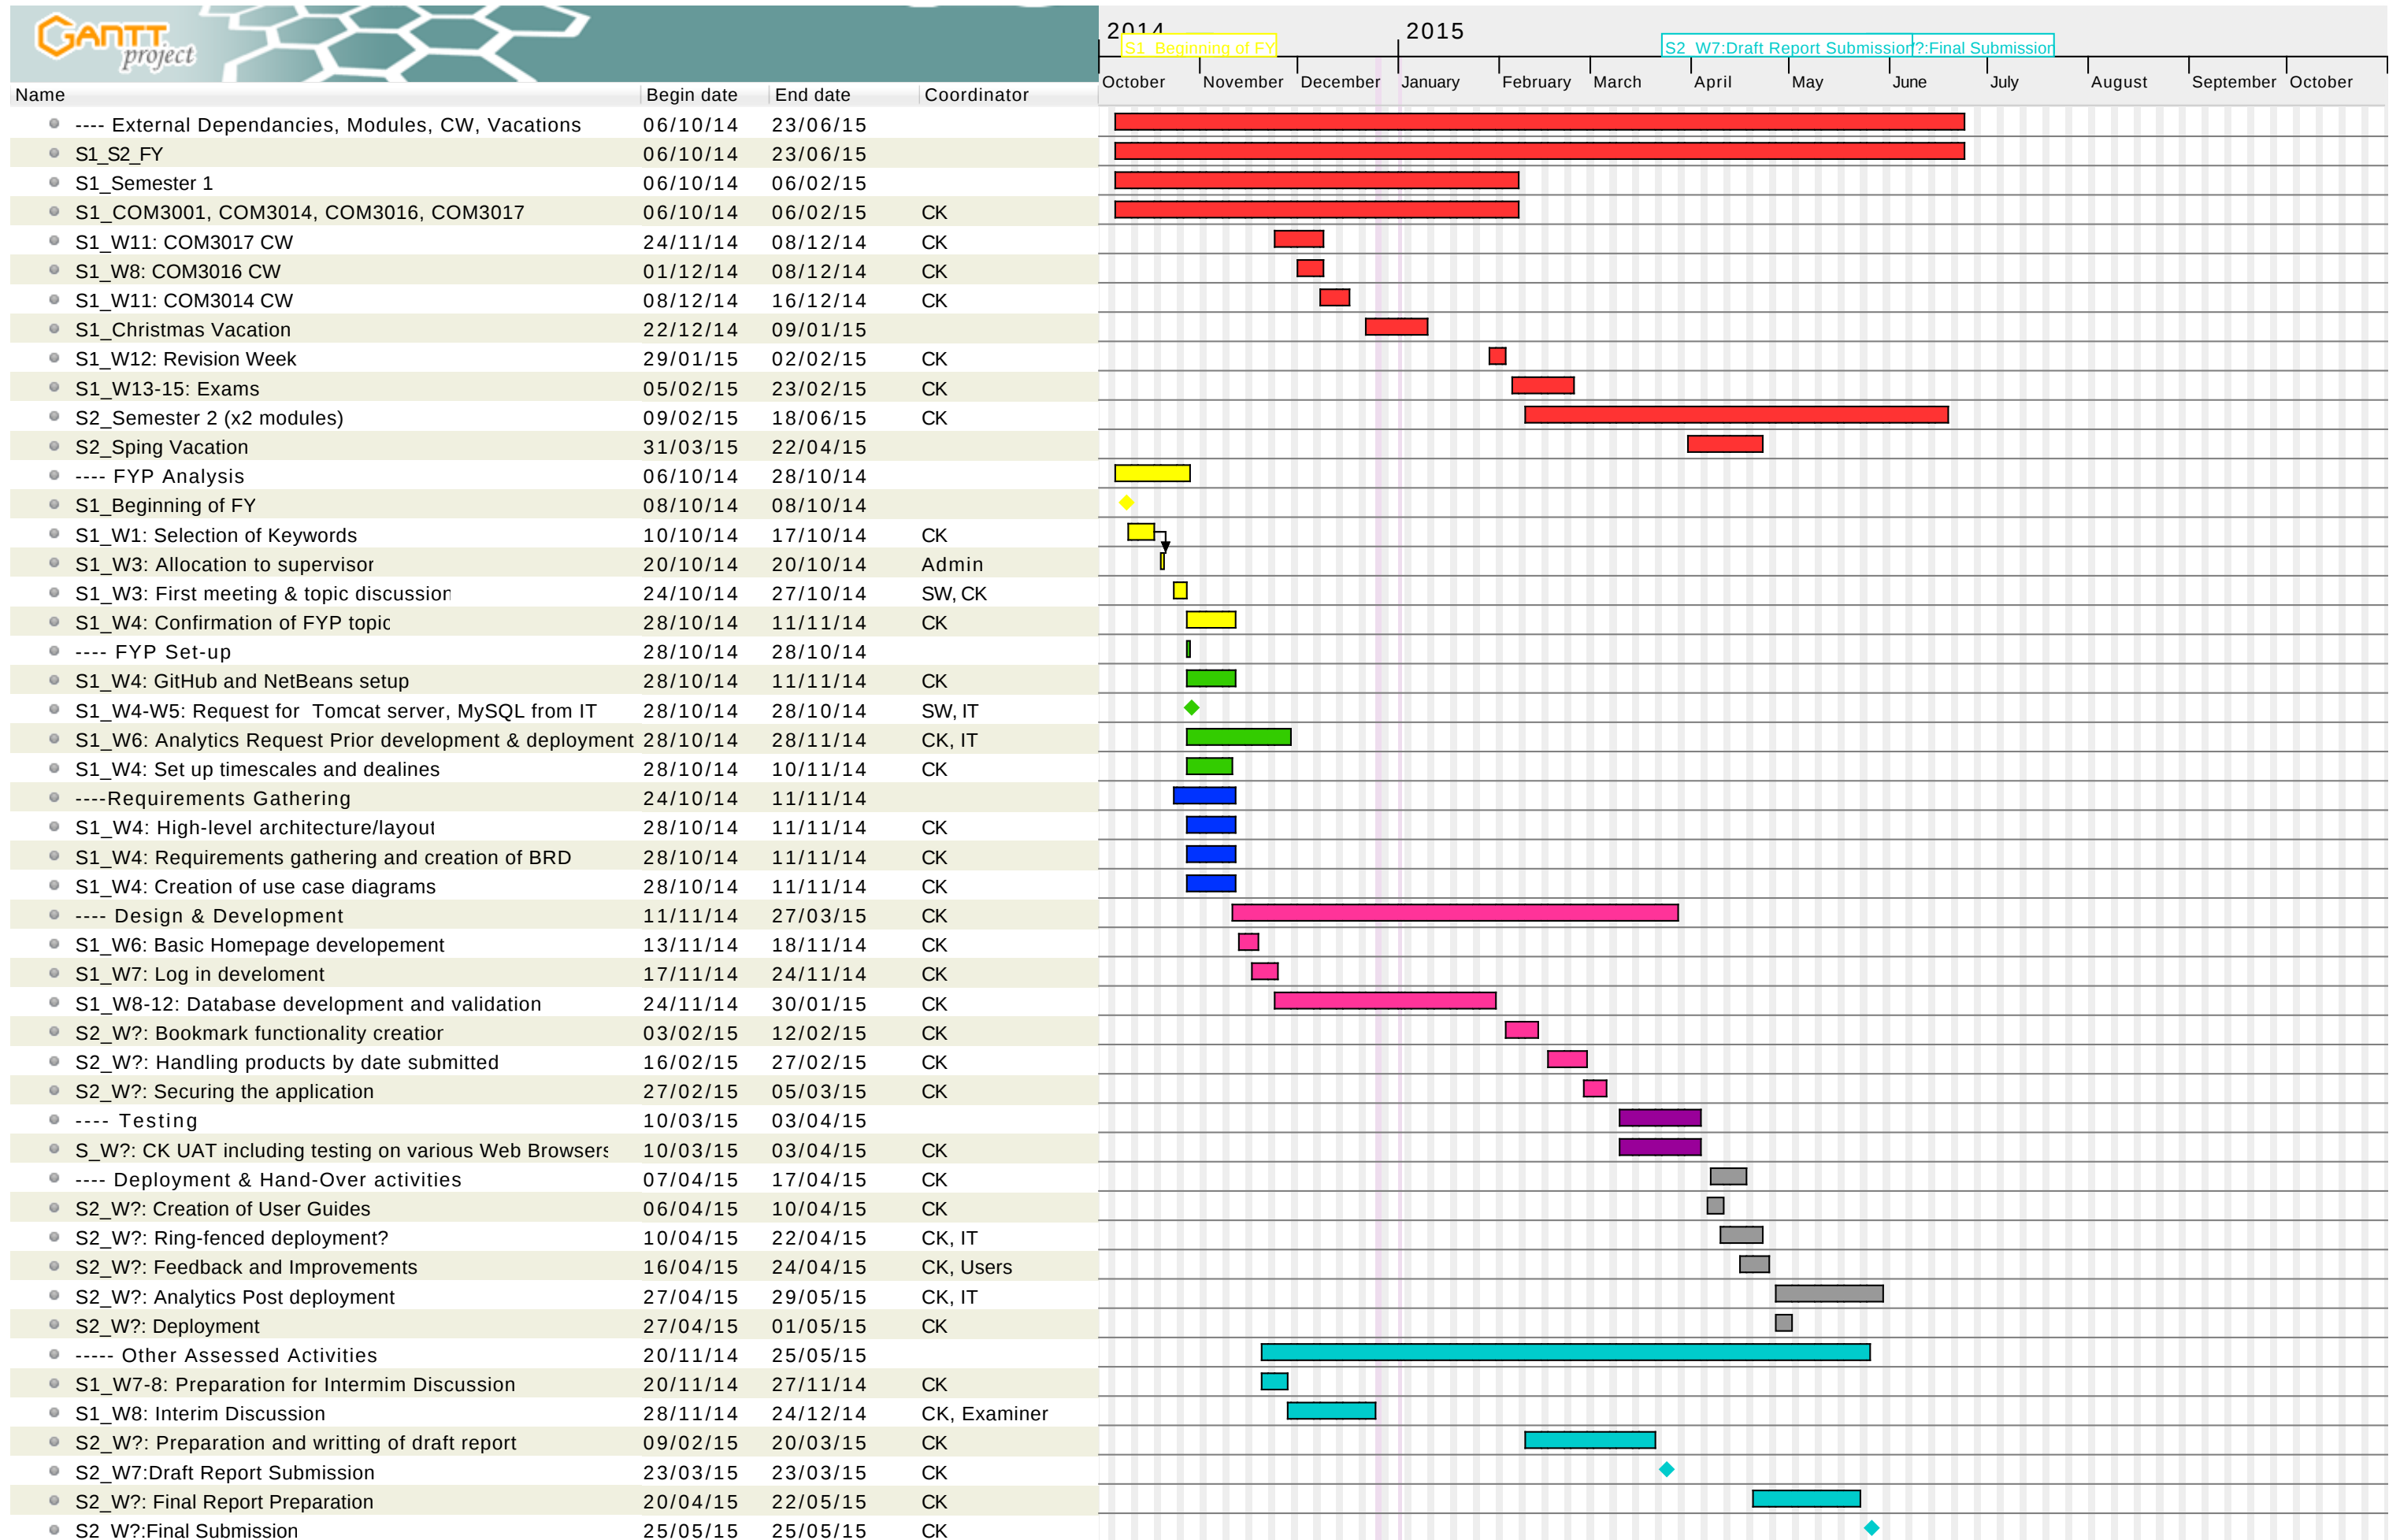 GANTT project
2014 2015
S1_Beginning of FY S2_W7:Draft Report Submission ?:Final Submission
October November December January February March April May June July August September October
Name Begin date End date Coordinator
---- External Dependancies, Modules, CW, Vacations 06/10/14 23/06/15
S1_S2_FY 06/10/14 23/06/15
S1_Semester 1 06/10/14 06/02/15
S1_COM3001, COM3014, COM3016, COM3017 06/10/14 06/02/15 CK
S1_W11: COM3017 CW 24/11/14 08/12/14 CK
S1_W8: COM3016 CW 01/12/14 08/12/14 CK
S1_W11: COM3014 CW 08/12/14 16/12/14 CK
S1_Christmas Vacation 22/12/14 09/01/15
S1_W12: Revision Week 29/01/15 02/02/15 CK
S1_W13-15: Exams 05/02/15 23/02/15 CK
S2_Semester 2 (x2 modules) 09/02/15 18/06/15 CK
S2_Sping Vacation 31/03/15 22/04/15
---- FYP Analysis 06/10/14 28/10/14
S1_Beginning of FY 08/10/14 08/10/14
S1_W1: Selection of Keywords 10/10/14 17/10/14 CK
S1_W3: Allocation to supervisor 20/10/14 20/10/14 Admin
S1_W3: First meeting & topic discussion 24/10/14 27/10/14 SW, CK
S1_W4: Confirmation of FYP topic 28/10/14 11/11/14 CK
---- FYP Set-up 28/10/14 28/10/14
S1_W4: GitHub and NetBeans setup 28/10/14 11/11/14 CK
S1_W4-W5: Request for Tomcat server, MySQL from IT 28/10/14 28/10/14 SW, IT
S1_W6: Analytics Request Prior development & deployment 28/10/14 28/11/14 CK, IT
S1_W4: Set up timescales and dealines 28/10/14 10/11/14 CK
----Requirements Gathering 24/10/14 11/11/14
S1_W4: High-level architecture/layout 28/10/14 11/11/14 CK
S1_W4: Requirements gathering and creation of BRD 28/10/14 11/11/14 CK
S1_W4: Creation of use case diagrams 28/10/14 11/11/14 CK
---- Design & Development 11/11/14 27/03/15 CK
S1_W6: Basic Homepage developement 13/11/14 18/11/14 CK
S1_W7: Log in develoment 17/11/14 24/11/14 CK
S1_W8-12: Database development and validation 24/11/14 30/01/15 CK
S2_W?: Bookmark functionality creation 03/02/15 12/02/15 CK
S2_W?: Handling products by date submitted 16/02/15 27/02/15 CK
S2_W?: Securing the application 27/02/15 05/03/15 CK
---- Testing 10/03/15 03/04/15
S_W?: CK UAT including testing on various Web Browsers 10/03/15 03/04/15 CK
---- Deployment & Hand-Over activities 07/04/15 17/04/15 CK
S2_W?: Creation of User Guides 06/04/15 10/04/15 CK
S2_W?: Ring-fenced deployment? 10/04/15 22/04/15 CK, IT
S2_W?: Feedback and Improvements 16/04/15 24/04/15 CK, Users
S2_W?: Analytics Post deployment 27/04/15 29/05/15 CK, IT
S2_W?: Deployment 27/04/15 01/05/15 CK
----- Other Assessed Activities 20/11/14 25/05/15
S1_W7-8: Preparation for Intermim Discussion 20/11/14 27/11/14 CK
S1_W8: Interim Discussion 28/11/14 24/12/14 CK, Examiner
S2_W?: Preparation and writting of draft report 09/02/15 20/03/15 CK
S2_W7:Draft Report Submission 23/03/15 23/03/15 CK
S2_W?: Final Report Preparation 20/04/15 22/05/15 CK
S2_W?:Final Submission 25/05/15 25/05/15 CK